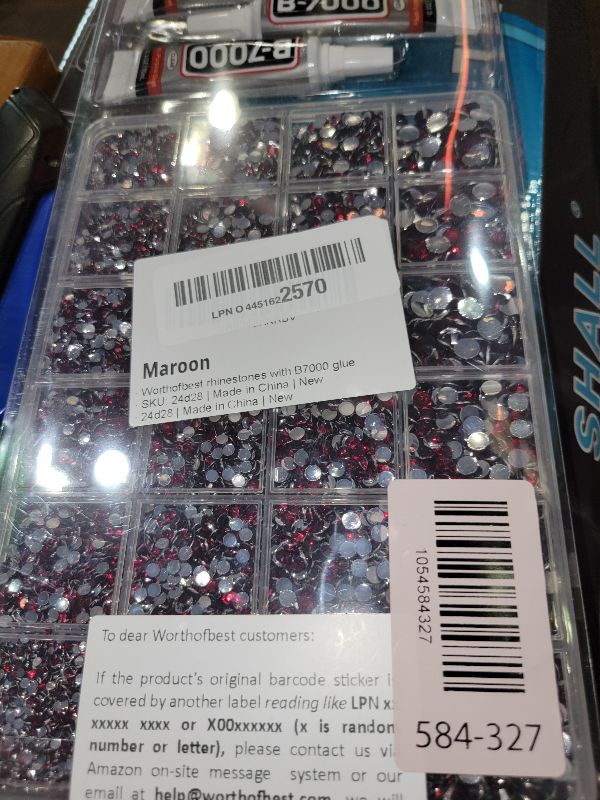 B-7000
B-7000
LPN O 4451622570
Maroon
Worthofbest rhinestones with B7000 glue
SKU: 24d28 | Made in China | New
24d28 | Made in China | New
SHALL
1054584327
584-327
To dear Worthofbest customers:
If the product's original barcode sticker i
covered by another label reading like LPN x
xxxxx xxxx or X00xxxxxx (x is random
number or letter), please contact us vi
Amazon on-site message system or our
email at help@worthofbest.com, we will